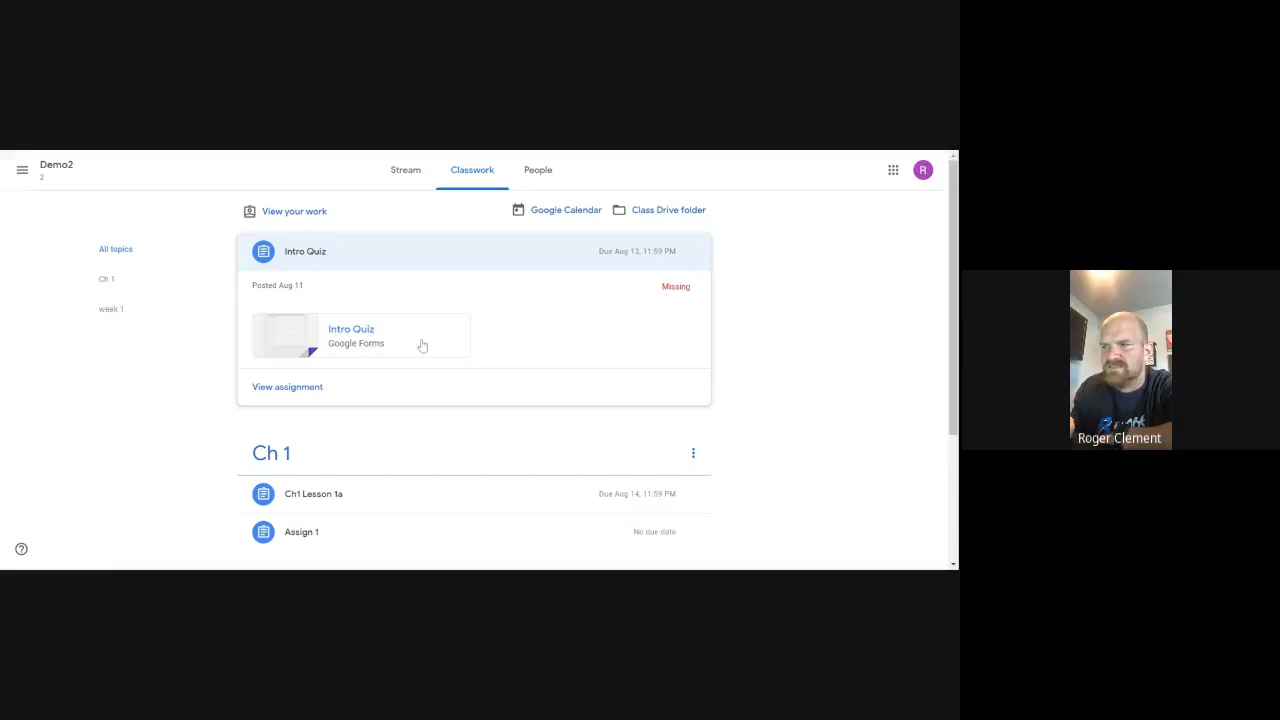 Demo2
2
Stream
Classwork
People
R
View your work
Google Calendar
Class Drive folder
All topics
Ch 1
week 1
Intro Quiz
Due Aug 13, 11:59 PM
Posted Aug 11
Missing
Intro Quiz
Google Forms
View assignment
Ch 1
Ch1 Lesson 1a
Due Aug 14, 11:59 PM
Assign 1
No due date
Roger Clement